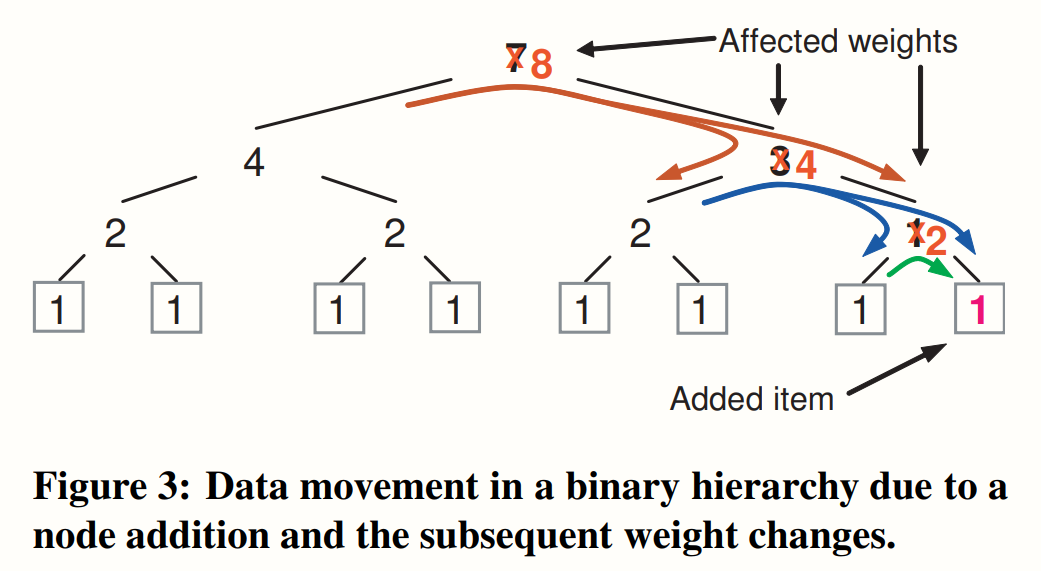 Affected weights
7 8
4
3 4
2 2 2 1 2
1 1 1 1 1 1 1 1
Added item
Figure 3: Data movement in a binary hierarchy due to a
node addition and the subsequent weight changes.